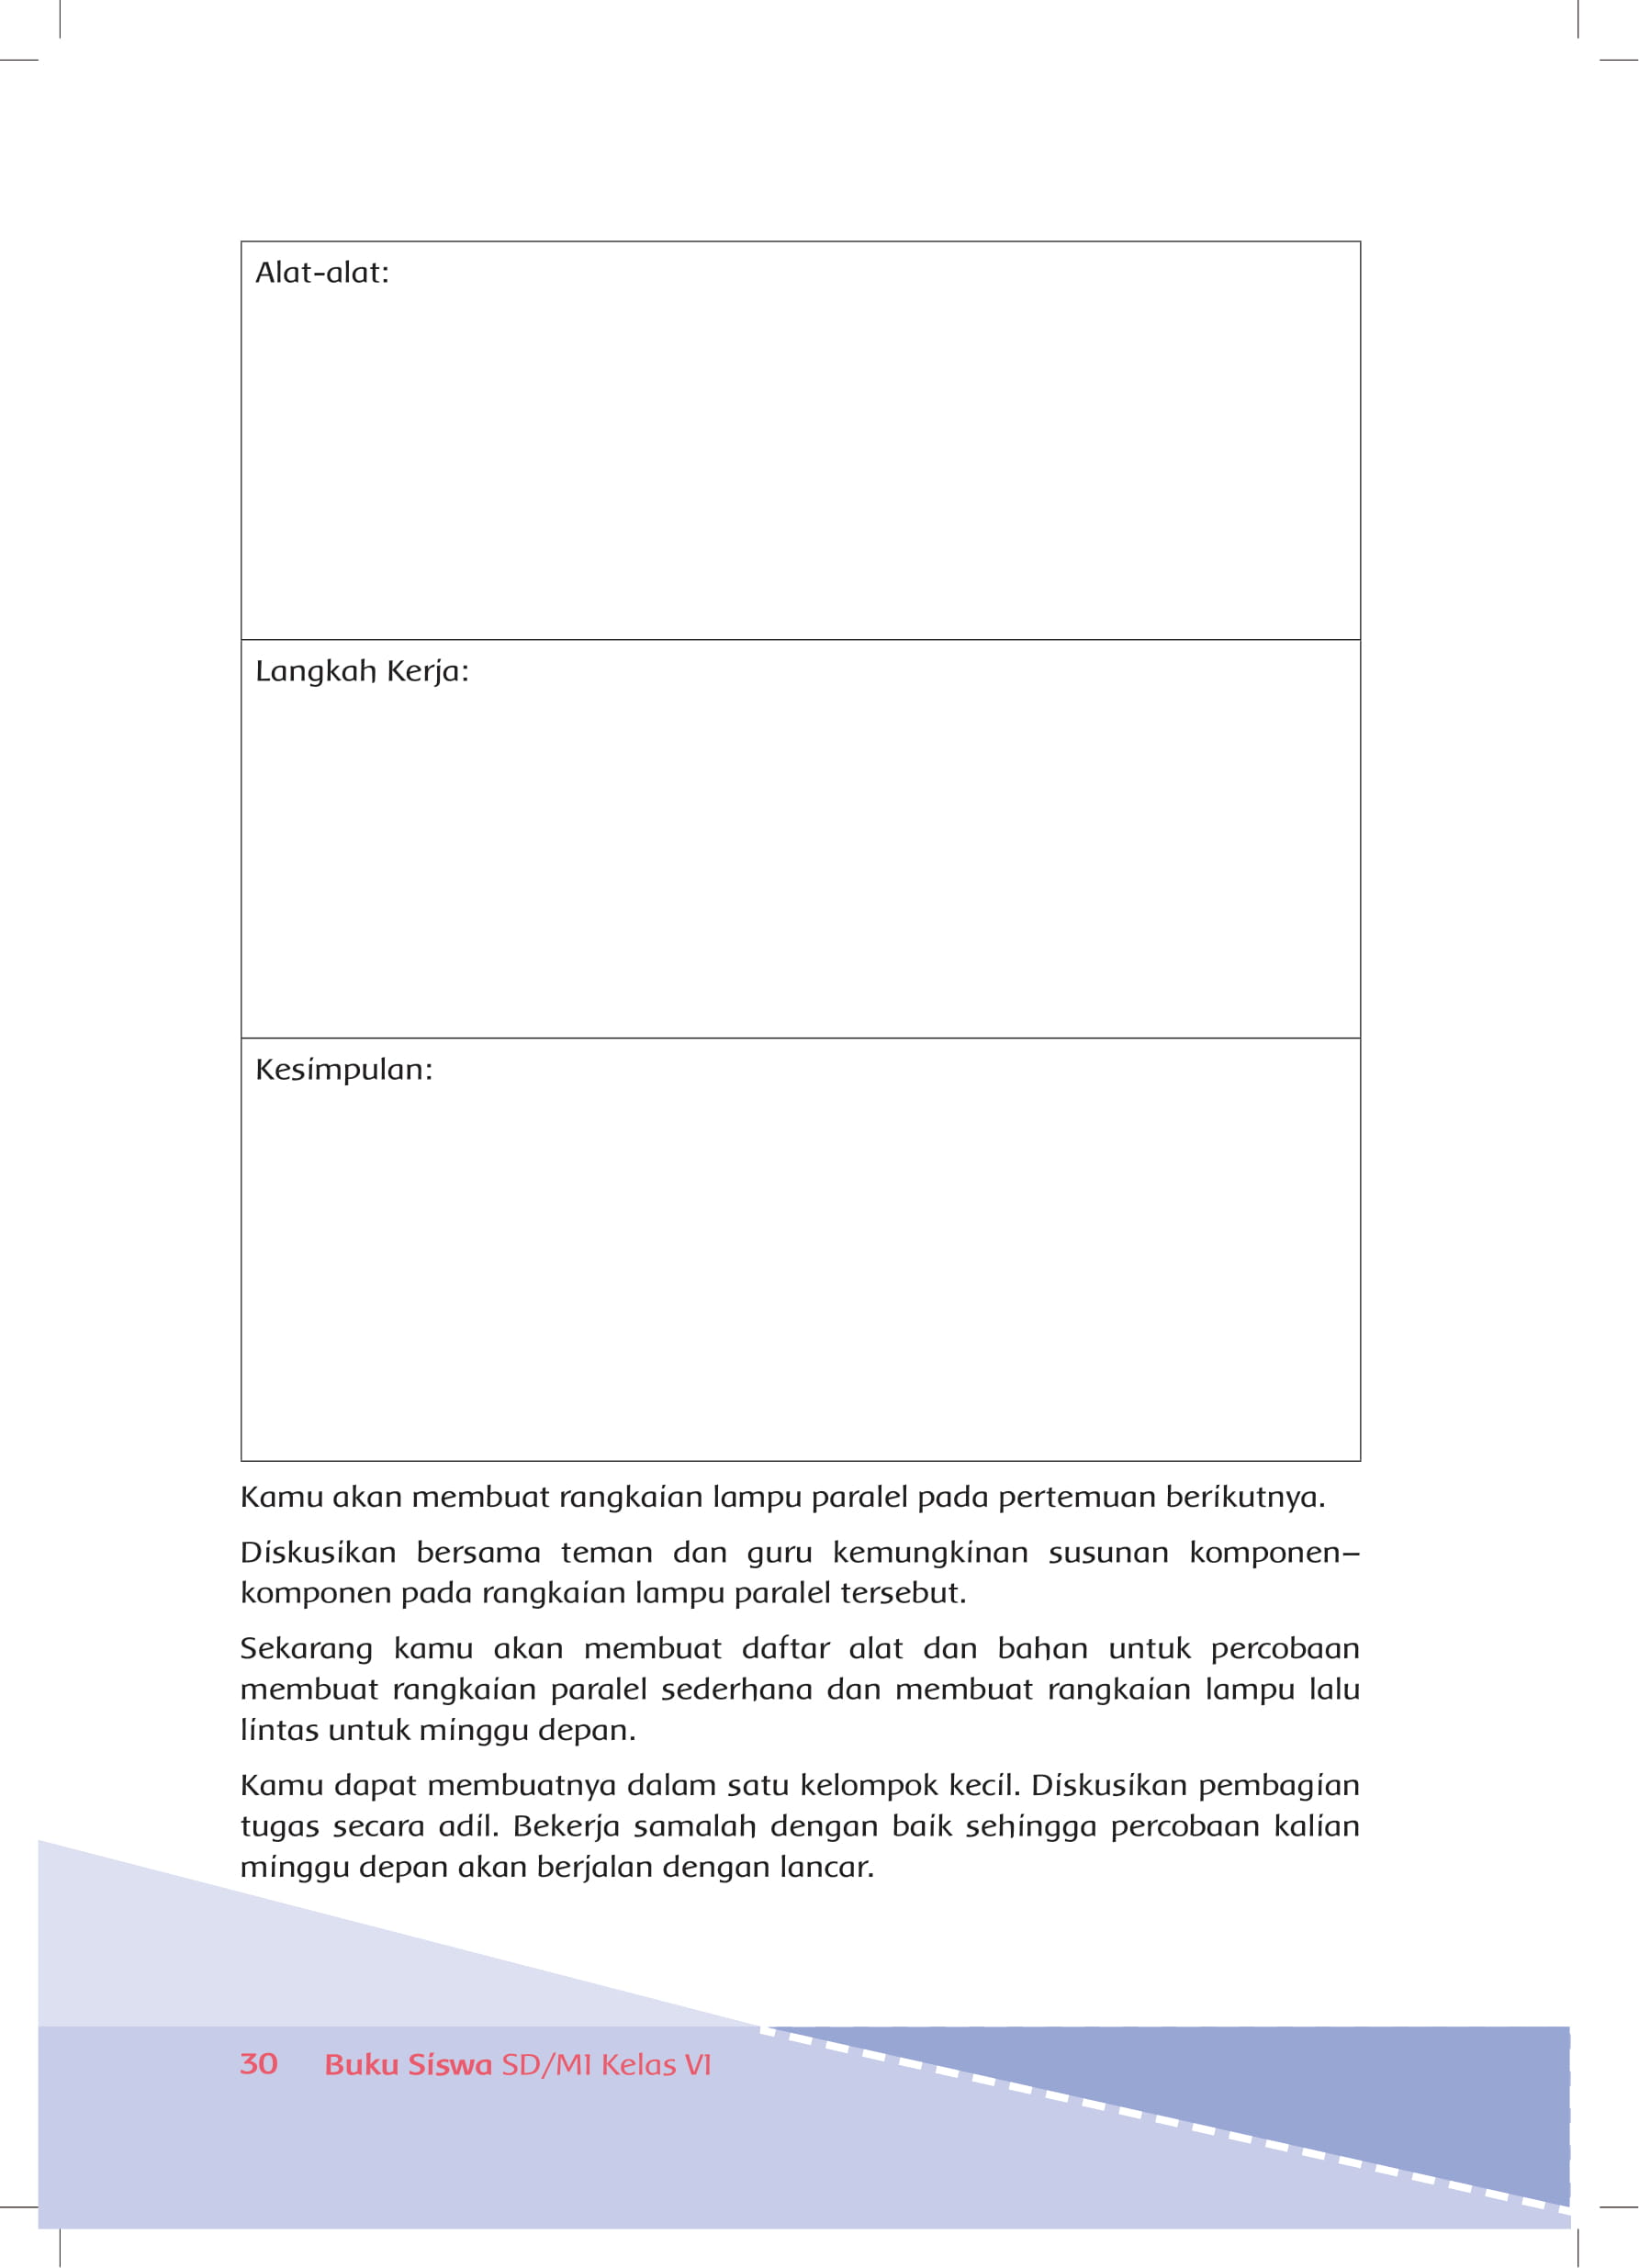 Alat-alat:
Langkah Kerja:
Kesimpulan:
Kamu akan membuat rangkaian lampu paralel pada pertemuan berikutnya.
Diskusikan bersama teman dan guru kemungkinan susunan komponen–
komponen pada rangkaian lampu paralel tersebut.
Sekarang kamu akan membuat daftar alat dan bahan untuk percobaan
membuat rangkaian paralel sederhana dan membuat rangkaian lampu lalu
lintas untuk minggu depan.
Kamu dapat membuatnya dalam satu kelompok kecil. Diskusikan pembagian
tugas secara adil. Bekerja samalah dengan baik sehingga percobaan kalian
minggu depan akan berjalan dengan lancar.
30 Buku Siswa SD/MI Kelas VI